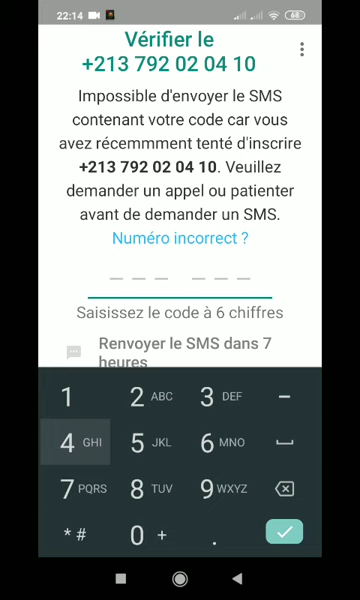 22:14 68
Vérifier le
+213 792 02 04 10
Impossible d'envoyer le SMS
contenant votre code car vous
avez récemmment tenté d'inscrire
+213 792 02 04 10. Veuillez
demander un appel ou patienter
avant de demander un SMS.
Numéro incorrect ?
Saisissez le code à 6 chiffres
Renvoyer le SMS dans 7
heures
1 2 ABC 3 DEF –
4 GHI 5 JKL 6 MNO
7 PQRS 8 TUV 9 WXYZ
* # 0 + .